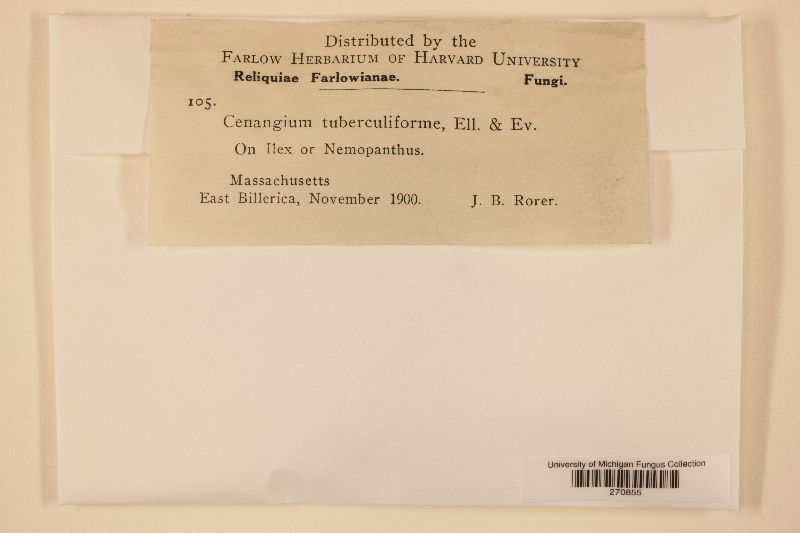 Distributed by the
FARLOW HERBARIUM OF HARVARD UNIVERSITY
Reliquiae Farlowianae. Fungi.
105.
Cenangium tuberculiforme, Ell. & Ev.
On Ilex or Nemopanthus.
Massachusetts
East Billerica, November 1900. J. B. Rorer.
University of Michigan Fungus Collection
270855